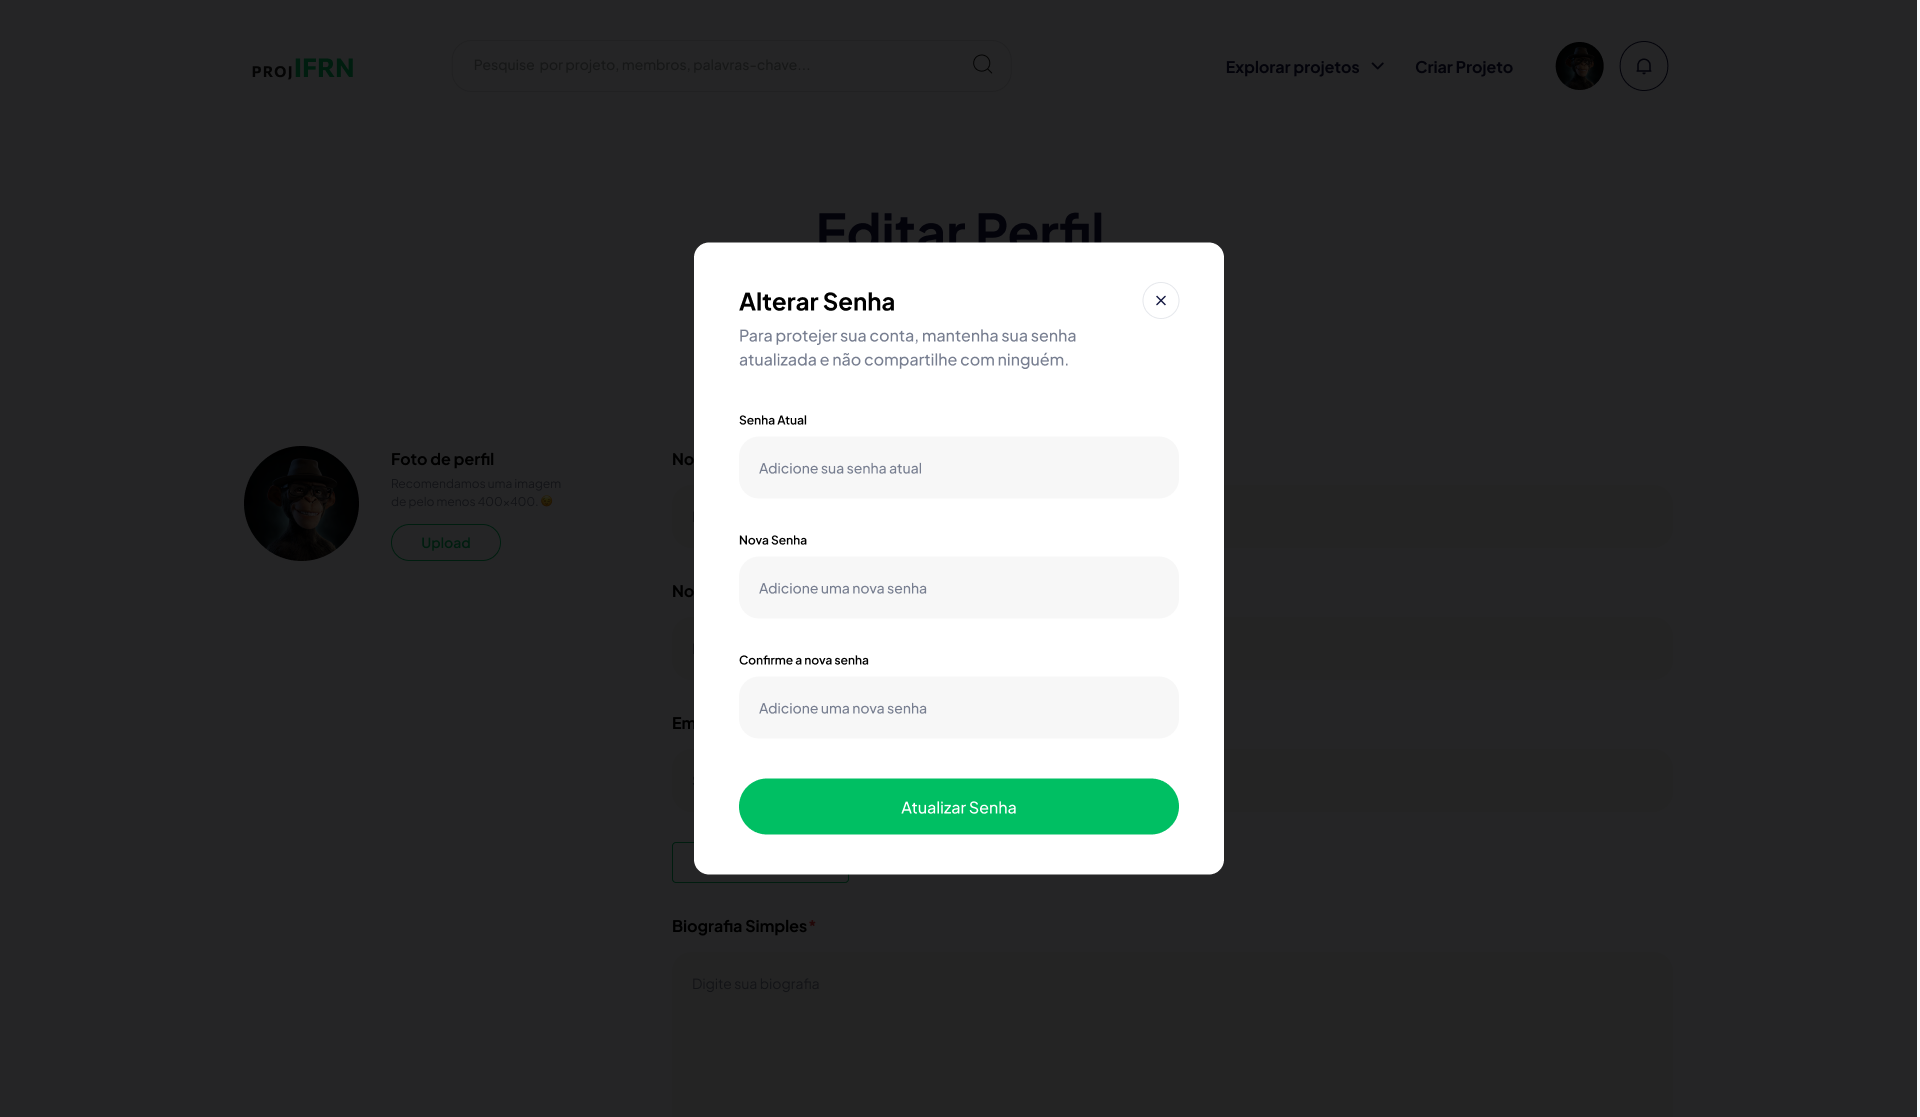 PROJIFRN
Pesquise por projeto, membros, palavras-chave...
Explorar projetos
Criar Projeto
Editar Perfil
Alterar Senha
Para protejer sua conta, mantenha sua senha
atualizada e não compartilhe com ninguém.
Senha Atual
Adicione sua senha atual
Foto de perfil
Recomendamos uma imagem
de pelo menos 400x400. 😉
Upload
No
Nova Senha
Adicione uma nova senha
No
Confirme a nova senha
Adicione uma nova senha
Em
Atualizar Senha
Biografia Simples*
Digite sua biografia